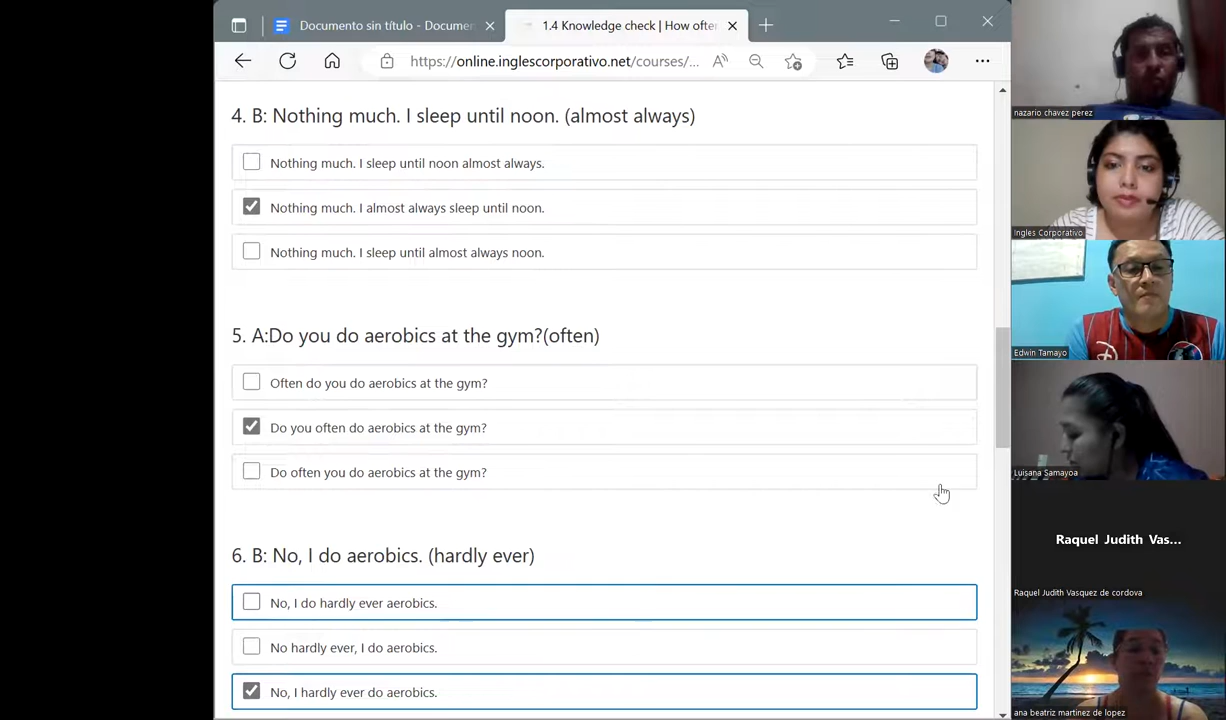 Documento sin título - Documen
1.4 Knowledge check | How ofter
https://online.inglescorporativo.net/courses/...
4. B: Nothing much. I sleep until noon. (almost always)
Nothing much. I sleep until noon almost always.
Nothing much. I almost always sleep until noon.
Nothing much. I sleep until almost always noon.
5. A:Do you do aerobics at the gym?(often)
Often do you do aerobics at the gym?
Do you often do aerobics at the gym?
Do often you do aerobics at the gym?
6. B: No, I do aerobics. (hardly ever)
No, I do hardly ever aerobics.
No hardly ever, I do aerobics.
No, I hardly ever do aerobics.
nazario chavez perez
Ingles Corporativo
Edwin Tamayo
Luisana Samayoa
Raquel Judith Vas...
Raquel Judith Vasquez de cordova
ana beatriz martinez de lopez